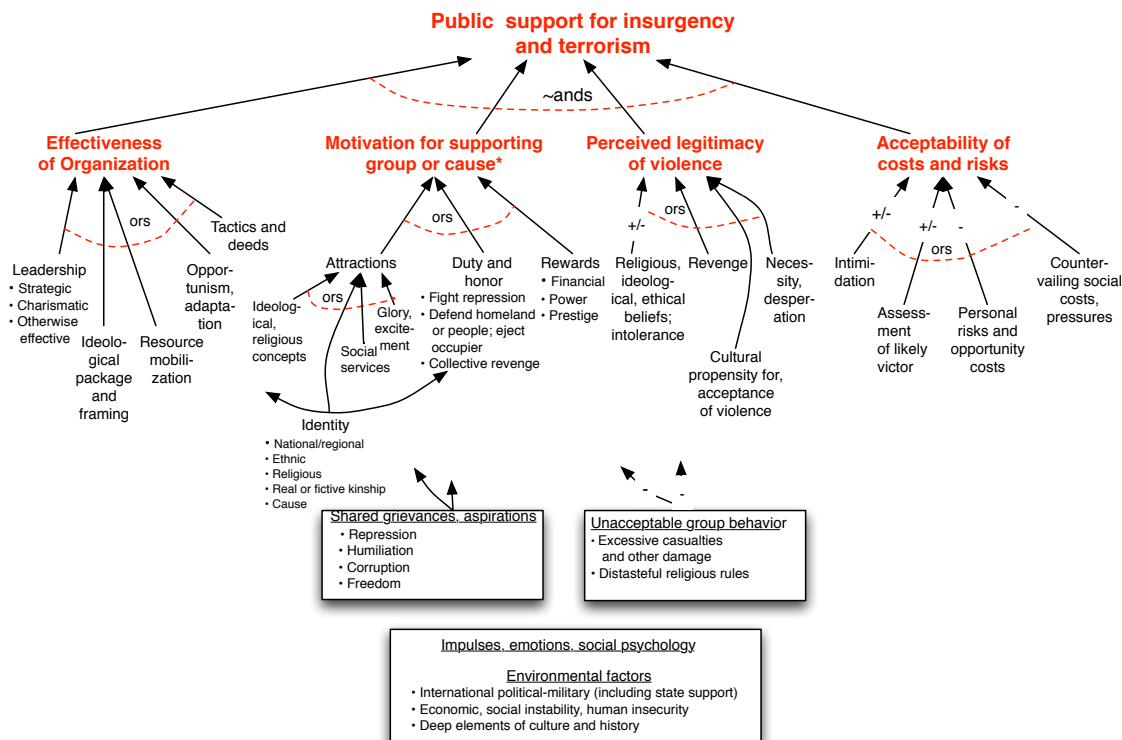 Public support for insurgency
and terrorism
~ands
Effectiveness
of Organization
Motivation for supporting
group or cause*
Perceived legitimacy
of violence
Acceptability of
costs and risks
ors
Tactics and
deeds
Leadership
• Strategic
• Charismatic
• Otherwise
effective
Ideolo-
gical
package
and
framing
Resource
mobili-
zation
Oppor-
tunism,
adapta-
tion
ors
Attractions
ors
Ideolog-
ical,
religious
concepts
Social
services
Glory,
excite-
ment
Duty and
honor
• Fight repression
• Defend homeland
or people; eject
occupier
• Collective revenge
Rewards
• Financial
• Power
• Prestige
Identity
• National/regional
• Ethnic
• Religious
• Real or fictive kinship
• Cause
ors
+/-
Religious,
ideolog-
ical, ethical
beliefs;
intolerance
Revenge
Cultural
propensity for,
acceptance
of violence
Neces-
sity,
desper-
ation
+/-
+/-
-
-
ors
Intimi-
dation
Assess-
ment
of likely
victor
Personal
risks and
opportunity
costs
Counter-
vailing social
costs,
pressures
-
-
Shared grievances, aspirations
• Repression
• Humiliation
• Corruption
• Freedom
Unacceptable group behavior
• Excessive casualties
and other damage
• Distasteful religious rules
Impulses, emotions, social psychology
Environmental factors
• International political-military (including state support)
• Economic, social instability, human insecurity
• Deep elements of culture and history